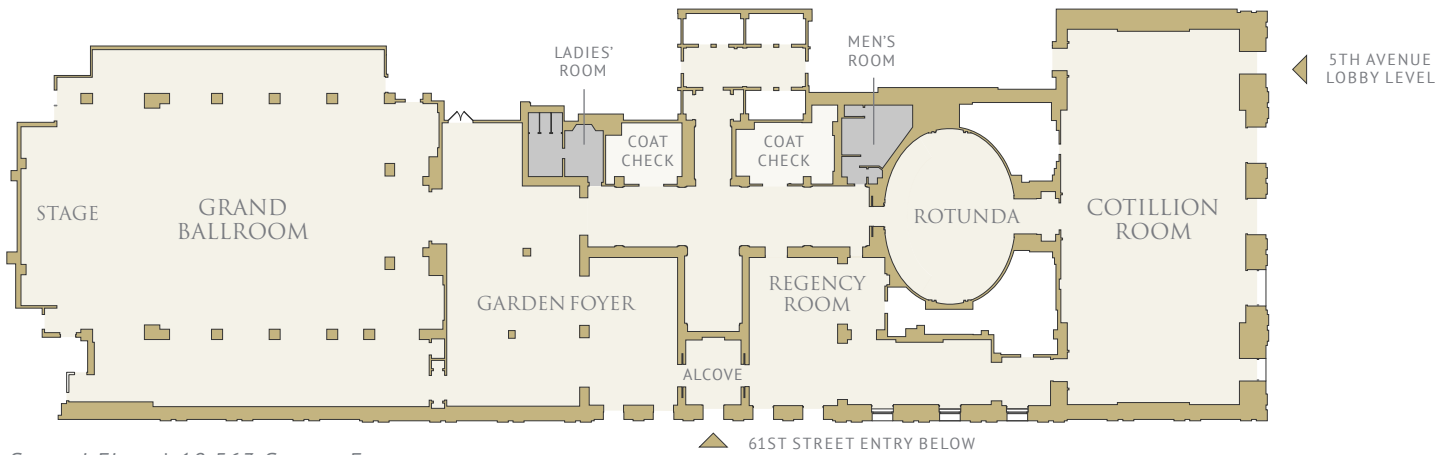 LADIES'
ROOM
MEN'S
ROOM
5TH AVENUE
LOBBY LEVEL
COAT
CHECK
COAT
CHECK
STAGE
GRAND
BALLROOM
ROTUNDA
COTILLION
ROOM
GARDEN FOYER
REGENCY
ROOM
ALCOVE
61ST STREET ENTRY BELOW